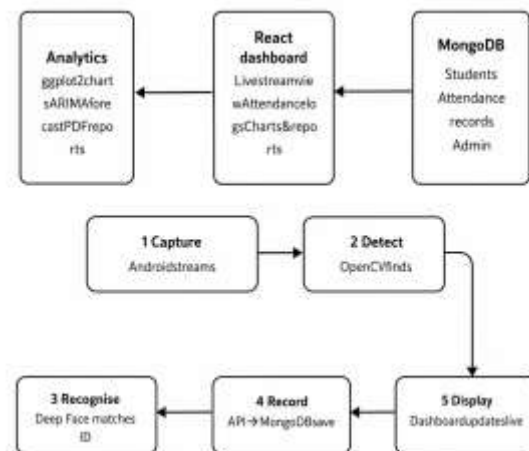 Analytics
ggplot2chart
sARIMAfore
castPDFrepo
rts
React
dashboard
Livestreamvie
wAttendancelo
gsCharts&repo
rts
MongoDB
Students
Attendance
records
Admin
1 Capture
Androidstreams
2 Detect
OpenCVfinds
3 Recognise
Deep Face matches
ID
4 Record
API→MongoDBsave
5 Display
Dashboardupdateslive